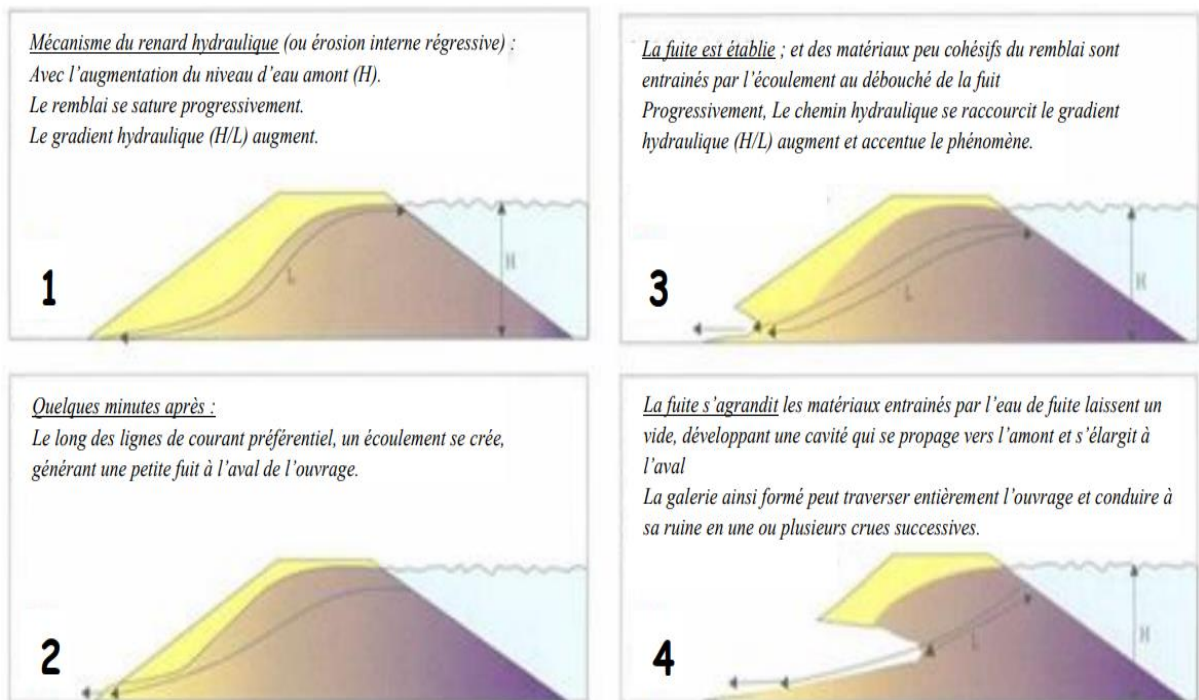 Mécanisme du renard hydraulique (ou érosion interne régressive) :
Avec l'augmentation du niveau d'eau amont (H).
Le remblai se sature progressivement.
Le gradient hydraulique (H/L) augment.
L
H
1
Quelques minutes après :
Le long des lignes de courant préférentiel, un écoulement se crée,
générant une petite fuit à l'aval de l'ouvrage.
2
La fuite est établie ; et des matériaux peu cohésifs du remblai sont
entrainés par l'écoulement au débouché de la fuit
Progressivement, Le chemin hydraulique se raccourcit le gradient
hydraulique (H/L) augment et accentue le phénomène.
L
H
3
La fuite s'agrandit les matériaux entrainés par l'eau de fuite laissent un
vide, développant une cavité qui se propage vers l'amont et s'élargit à
l'aval
La galerie ainsi formé peut traverser entièrement l'ouvrage et conduire à
sa ruine en une ou plusieurs crues successives.
L
H
4